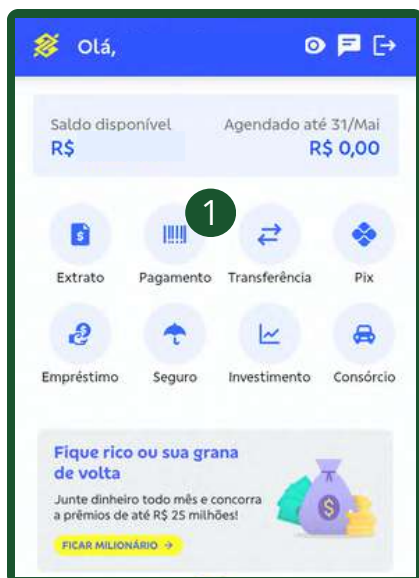 Olá,
Saldo disponível Agendado até 31/Mai
R$ R$ 0,00
1
Extrato Pagamento Transferência Pix
Empréstimo Seguro Investimento Consórcio
Fique rico ou sua grana
de volta
Junte dinheiro todo mês e concorra
a prêmios de até R$ 25 milhões!
FICAR MILIONÁRIO →